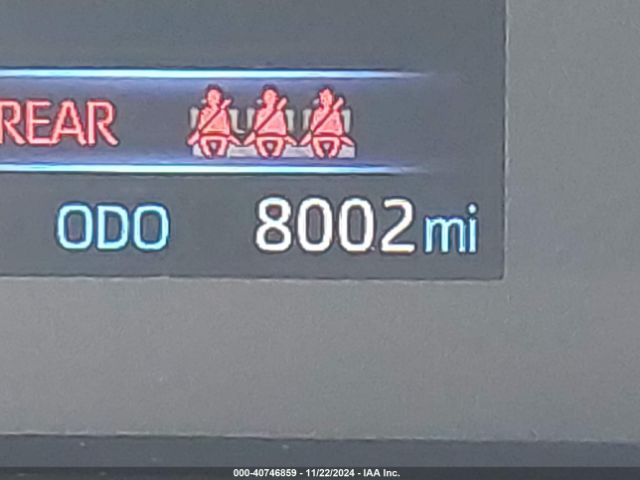 REAR
ODO 8002 mi
000-40746859 - 11/22/2024 - IAA Inc.